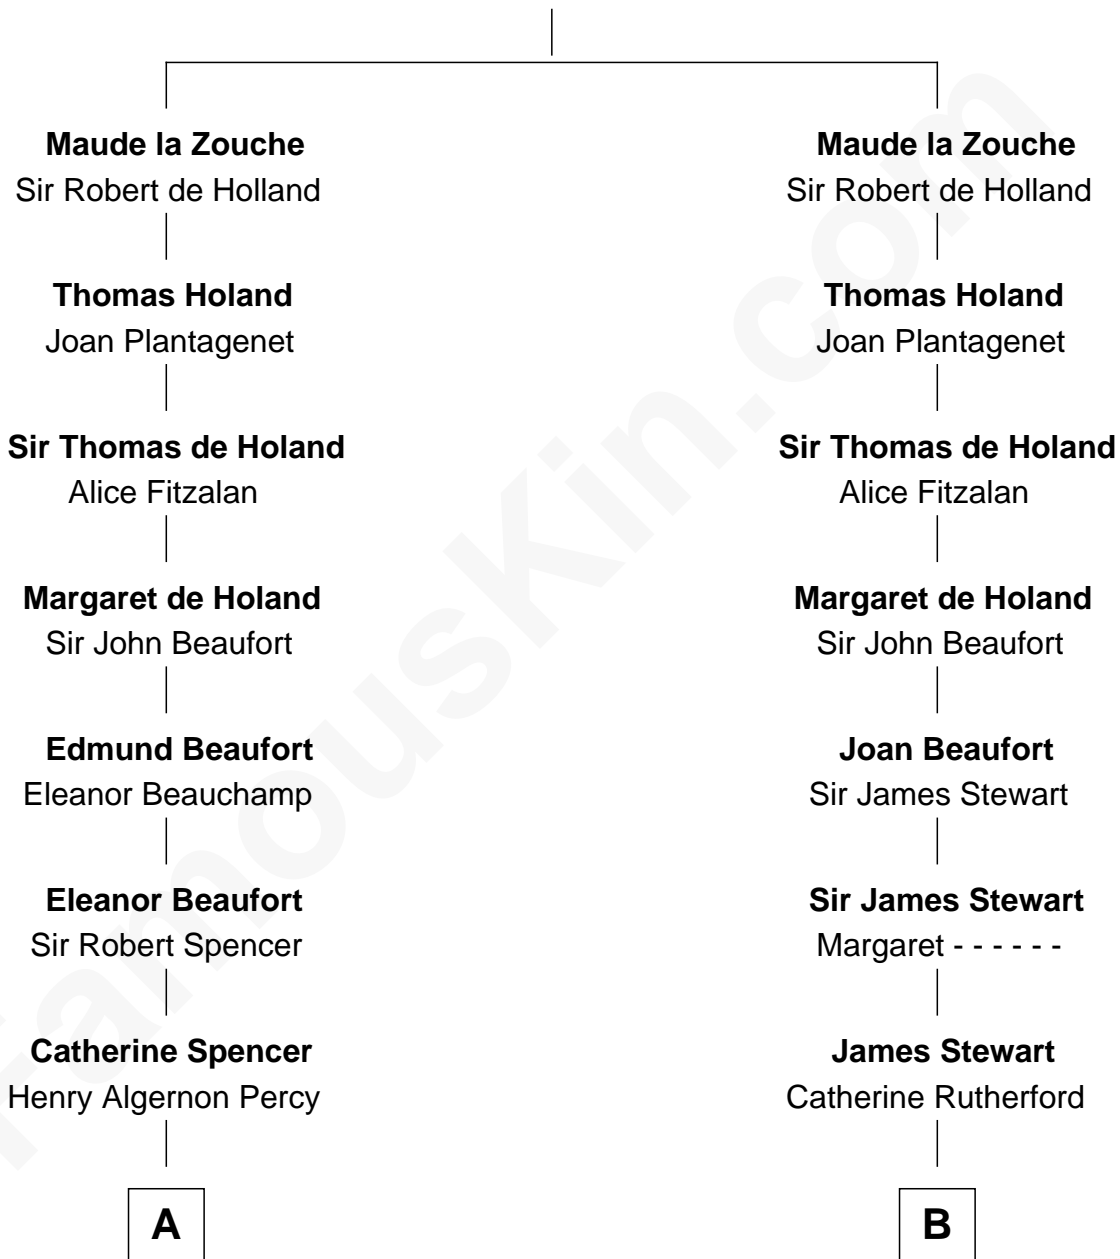 Maude la Zouche
Sir Robert de Holland
Thomas Holand
Joan Plantagenet
Sir Thomas de Holand
Alice Fitzalan
Margaret de Holand
Sir John Beaufort
Edmund Beaufort
Eleanor Beauchamp
Eleanor Beaufort
Sir Robert Spencer
Catherine Spencer
Henry Algernon Percy
A
Maude la Zouche
Sir Robert de Holland
Thomas Holand
Joan Plantagenet
Sir Thomas de Holand
Alice Fitzalan
Margaret de Holand
Sir John Beaufort
Joan Beaufort
Sir James Stewart
Sir James Stewart
Margaret - - - - - -
James Stewart
Catherine Rutherford
B
FamousKin.com